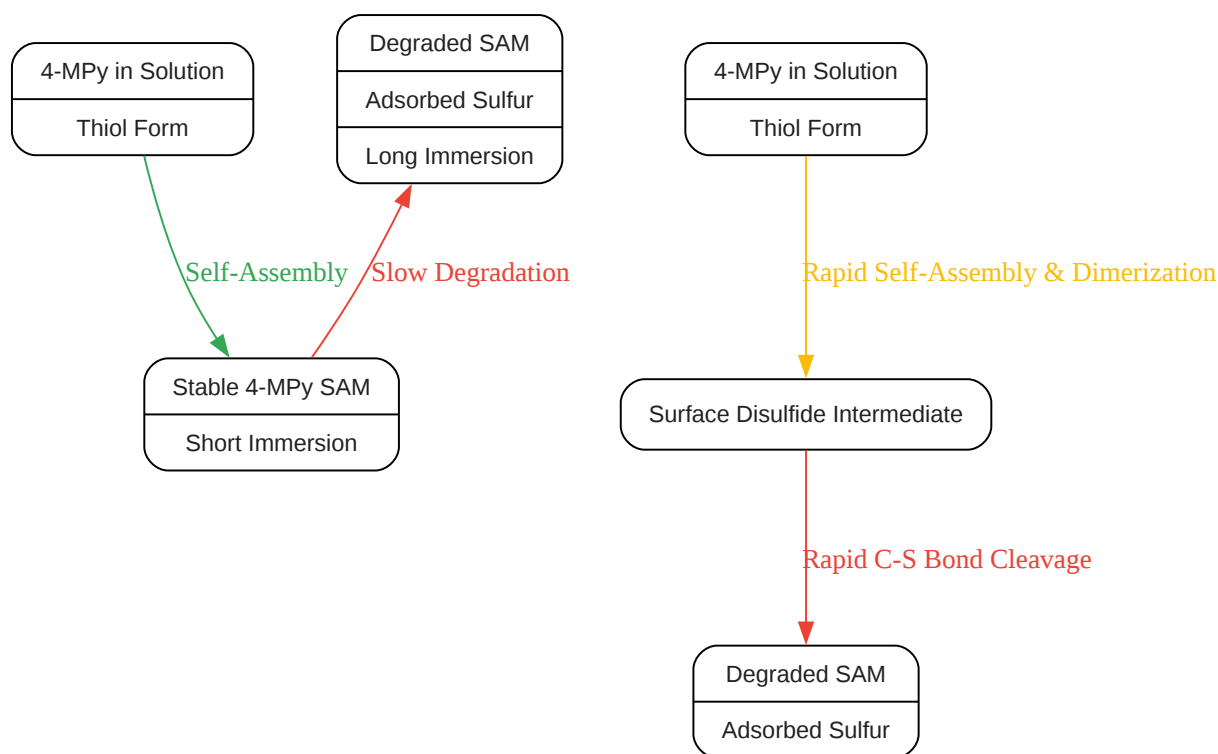 4-MPy in Solution
Thiol Form
Degraded SAM
Adsorbed Sulfur
Long Immersion
Self-Assembly
Slow Degradation
Stable 4-MPy SAM
Short Immersion
4-MPy in Solution
Thiol Form
Rapid Self-Assembly & Dimerization
Surface Disulfide Intermediate
Rapid C-S Bond Cleavage
Degraded SAM
Adsorbed Sulfur